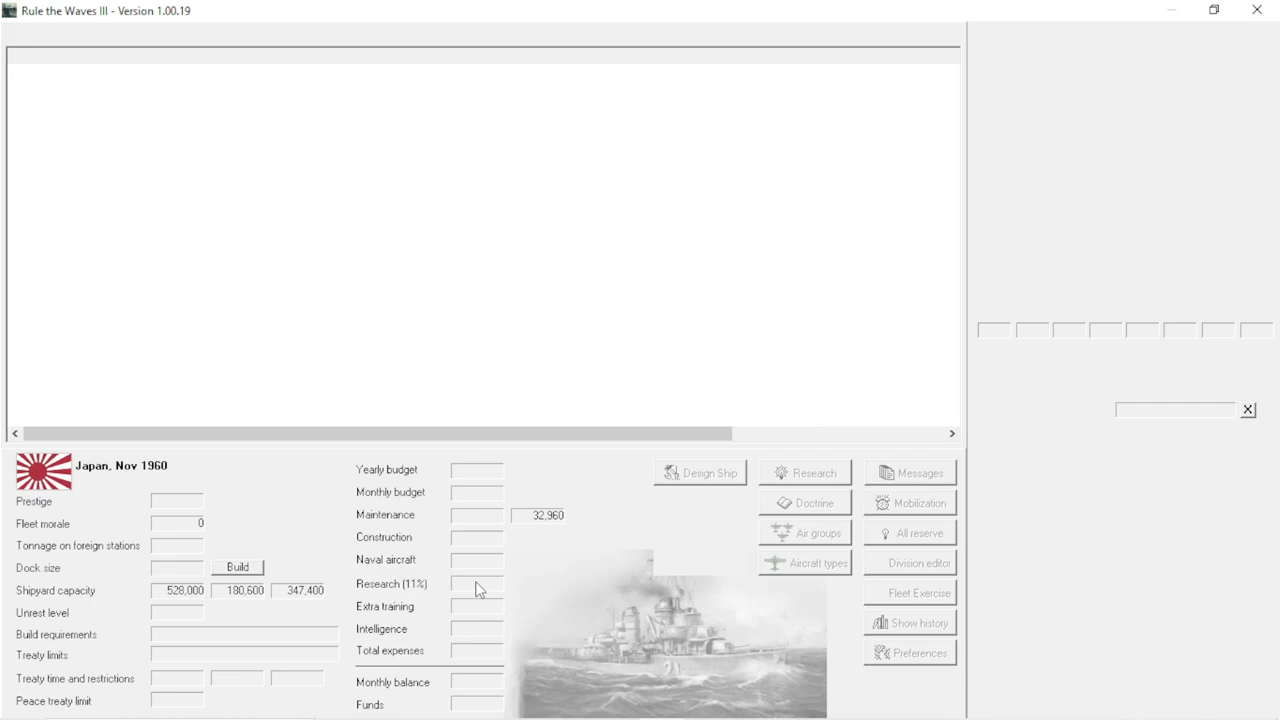 Rule the Waves III - Version 1.00.19
Japan, Nov 1960
Prestige
Fleet morale 0
Tonnage on foreign stations
Dock size Build
Shipyard capacity 528,000 180,600 347,400
Unrest level
Build requirements
Treaty limits
Treaty time and restrictions
Peace treaty limit
Yearly budget
Monthly budget
Maintenance 32,960
Construction
Naval aircraft
Research (11%)
Extra training
Intelligence
Total expenses
Monthly balance
Funds
Design Ship
Research
Doctrine
Air groups
Aircraft types
Messages
Mobilization
All reserve
Division editor
Fleet Exercise
Show history
Preferences
X
71